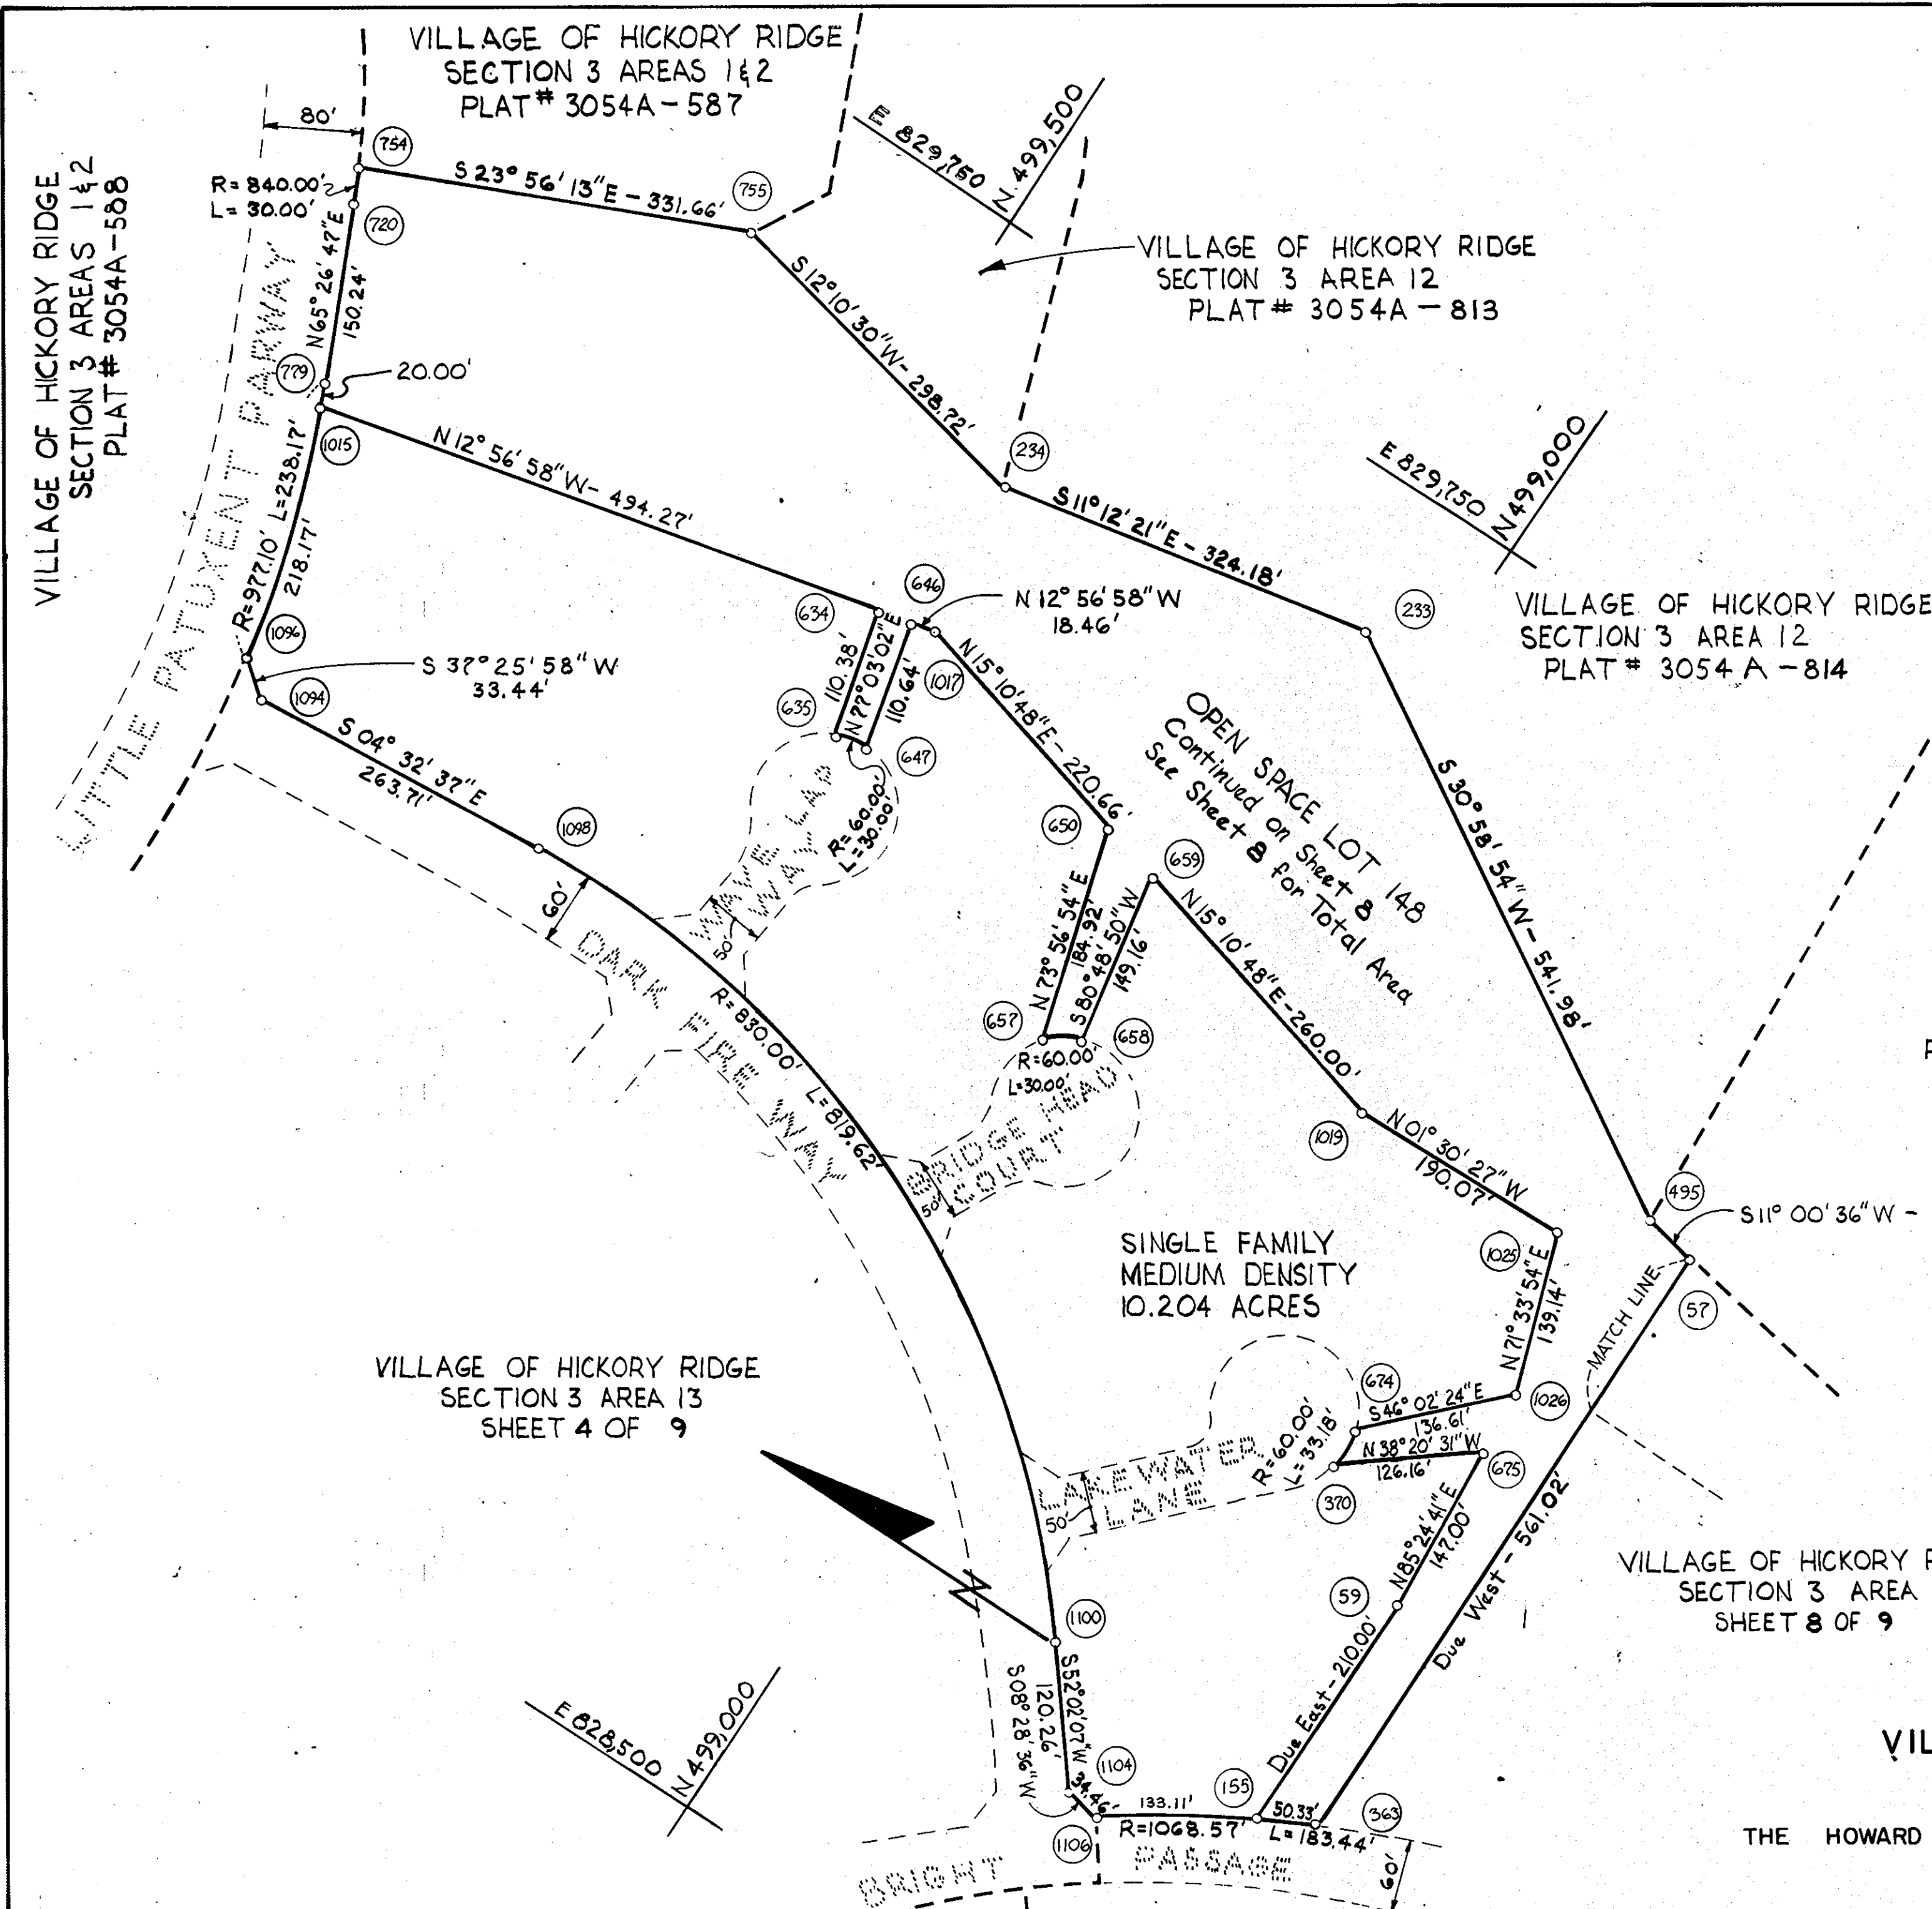 VILLAGE OF HICKORY RIDGE
SECTION 3 AREAS 1&2
PLAT# 3054A-587
VILLAGE OF HICKORY RIDGE
SECTION 3 AREAS 1&2
PLAT# 3054A-588
80'
754
R=840.00'
L=30.00'
720
S 23° 56' 13" E - 331.66'
755
E 829,750
N 499,500
N65° 26' 47" E
150.24'
779
20.00'
1015
S 12° 10' 30" W - 298.72'
VILLAGE OF HICKORY RIDGE
SECTION 3 AREA 12
PLAT# 3054A-813
234
LITTLE PATUXENT PARWAY
R=977.10' L=238.17'
218.17'
N 12° 56' 58" W - 494.27'
S 11° 12' 21" E - 324.18'
E 829,750
N 499,000
1096
S 37° 25' 58" W
33.44'
1094
634
646
N 12° 56' 58" W
18.46'
233
VILLAGE OF HICKORY RIDGE
SECTION 3 AREA 12
PLAT# 3054 A-814
110.38'
N 77° 03' 02" E
110.64'
1017
635
647
N 15° 10' 48" E - 220.66'
OPEN SPACE LOT 148
Continued on Sheet 8
See Sheet 8 for Total Area
S 04° 32' 37" E
263.71'
1098
WAVE LAP
WAY
R=60.00'
L=30.00'
50'
60'
650
659
S 30° 58' 54" W - 541.98'
N 73° 56' 54" E
184.92'
S 80° 48' 50" W
149.16'
N 15° 10' 48" E - 260.00'
DARK FIRE WAY
R=830.00' L=819.62'
657
658
R=60.00'
L=30.00'
BRIDGE HEAD
COURT
50'
1019
N 01° 30' 27" W
190.07'
495
S 11° 00' 36" W -
1025
57
SINGLE FAMILY
MEDIUM DENSITY
10.204 ACRES
N 71° 33' 54" E
139.14'
MATCH LINE
VILLAGE OF HICKORY RIDGE
SECTION 3 AREA 13
SHEET 4 OF 9
674
S 46° 02' 24" E
136.61'
1026
N 38° 20' 31" W
126.16'
675
R=60.00'
L=33.18'
370
LAKEWATER
LANE
50'
N 85° 24' 41" E
147.00'
59
Due West - 561.02'
VILLAGE OF HICKORY R
SECTION 3 AREA
SHEET 8 OF 9
N
1100
S 52° 02' 07" W
120.26'
S 08° 28' 36" W
34.46'
1104
Due East - 210.00'
E 828,500
N 499,000
155
133.11'
50.33'
363
R=1068.57'
L=183.44'
1106
BRIGHT PASSAGE
60'
VIL
THE HOWARD